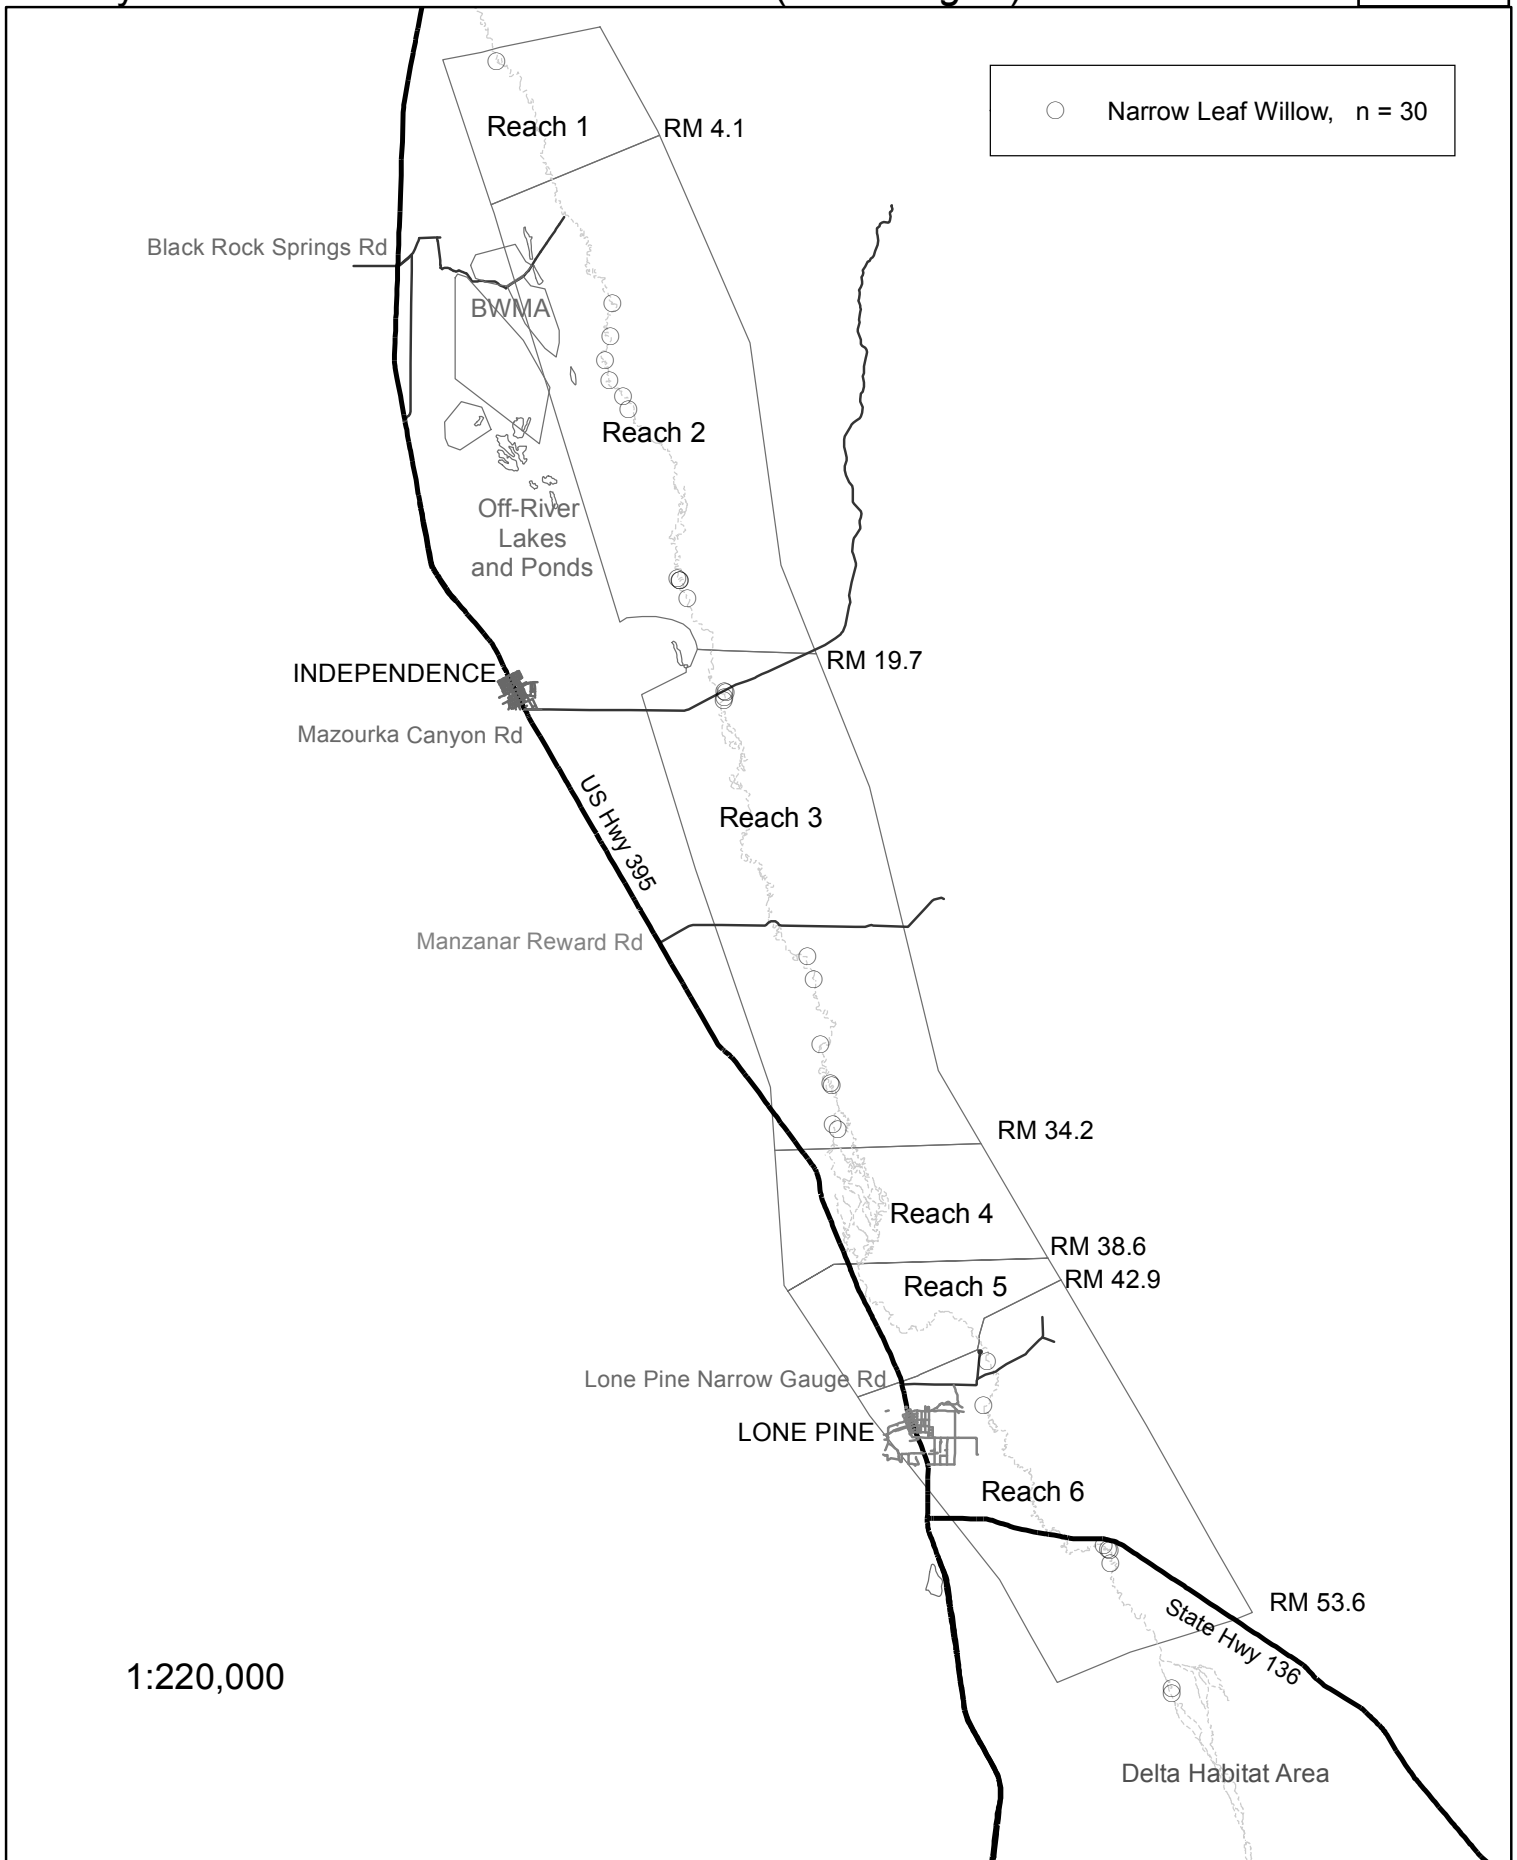 Narrow Leaf Willow, n = 30
Reach 1
RM 4.1
Black Rock Springs Rd
BWMA
Reach 2
Off-River
Lakes
and Ponds
RM 19.7
INDEPENDENCE
Mazourka Canyon Rd
US Hwy 395
Reach 3
Manzanar Reward Rd
RM 34.2
Reach 4
RM 38.6
RM 42.9
Reach 5
Lone Pine Narrow Gauge Rd
LONE PINE
Reach 6
RM 53.6
State Hwy 136
1:220,000
Delta Habitat Area